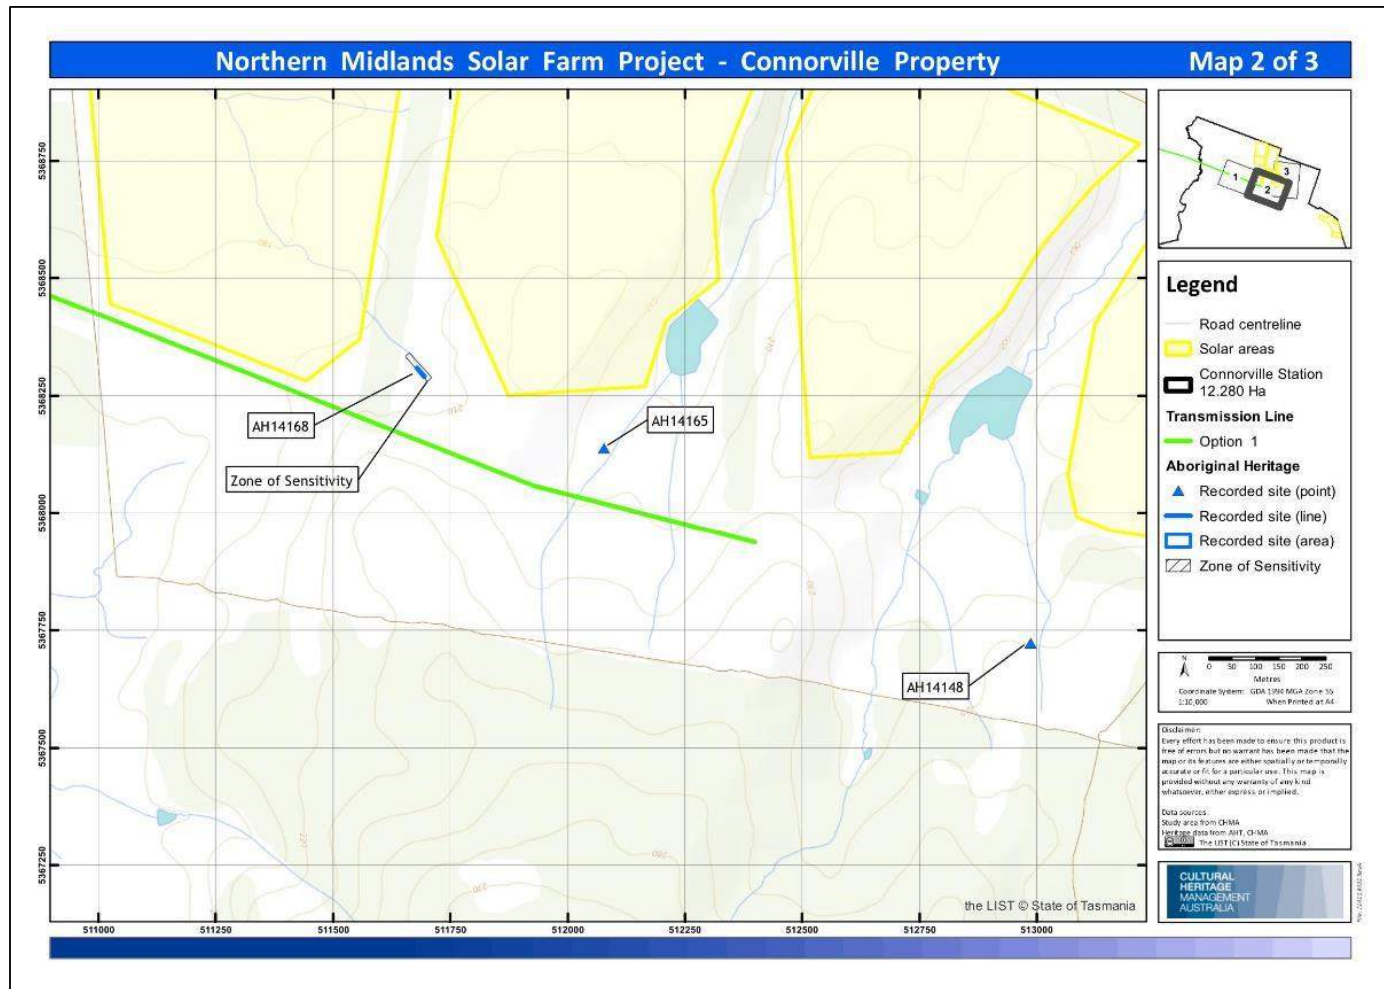 Northern Midlands Solar Farm Project - Connorville Property
Map 2 of 3
5368750
5368500
5368250
5368000
5367750
5367500
5367250
511000
511250
511500
511750
512000
512250
512500
512750
513000
AH14168
Zone of Sensitivity
AH14165
AH14148
210
210
220
the LIST © State of Tasmania
1
2
3
Legend
Road centreline
Solar areas
Connorville Station
12.280 Ha
Transmission Line
Option 1
Aboriginal Heritage
Recorded site (point)
Recorded site (line)
Recorded site (area)
Zone of Sensitivity
N
0 50 100 150 200 250
Metres
Coordinate System: GDA 1994 MGA Zone 55
1:10,000 When Printed at A4
Disclaimer:
Every effort has been made to ensure this product is
free of errors but no warrant has been made that the
map or its features are either spatially or temporally
accurate or fit for a particular use. This map is
provided without any warranty of any kind
whatsoever, either express or implied.
Data sources
Study area from CHMA
Heritage data from AHT, CHMA
The LIST (C) State of Tasmania
CULTURAL
HERITAGE
MANAGEMENT
AUSTRALIA